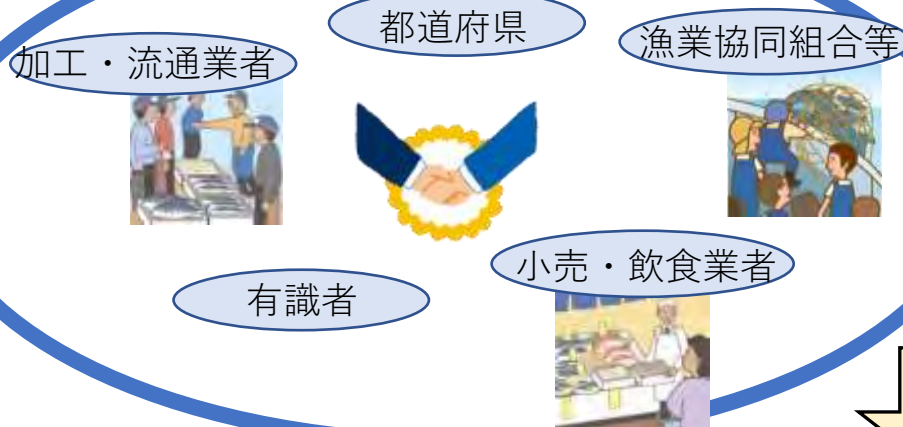 都道府県
加工・流通業者
漁業協同組合等
小売・飲食業者
有識者